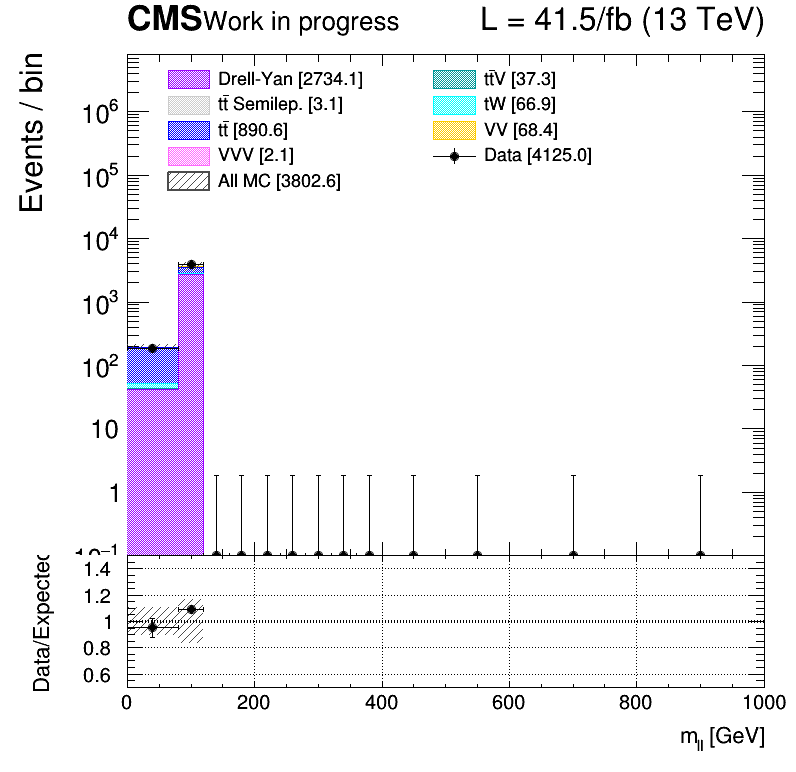 CMS Work in progress L = 41.5/fb (13 TeV)
Events / bin
Drell-Yan [2734.1]
tt̄ Semilep. [3.1]
tt̄ [890.6]
VVV [2.1]
All MC [3802.6]
tt̄V [37.3]
tW [66.9]
VV [68.4]
Data [4125.0]
10⁶
10⁵
10⁴
10³
10²
10
1
10⁻¹
Data/Expected
1.4
1.2
1
0.8
0.6
0 200 400 600 800 1000
m_ll [GeV]